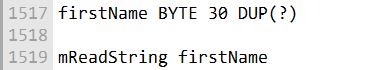 1517 firstName BYTE 30 DUP(?)
1518
1519 mReadString firstName